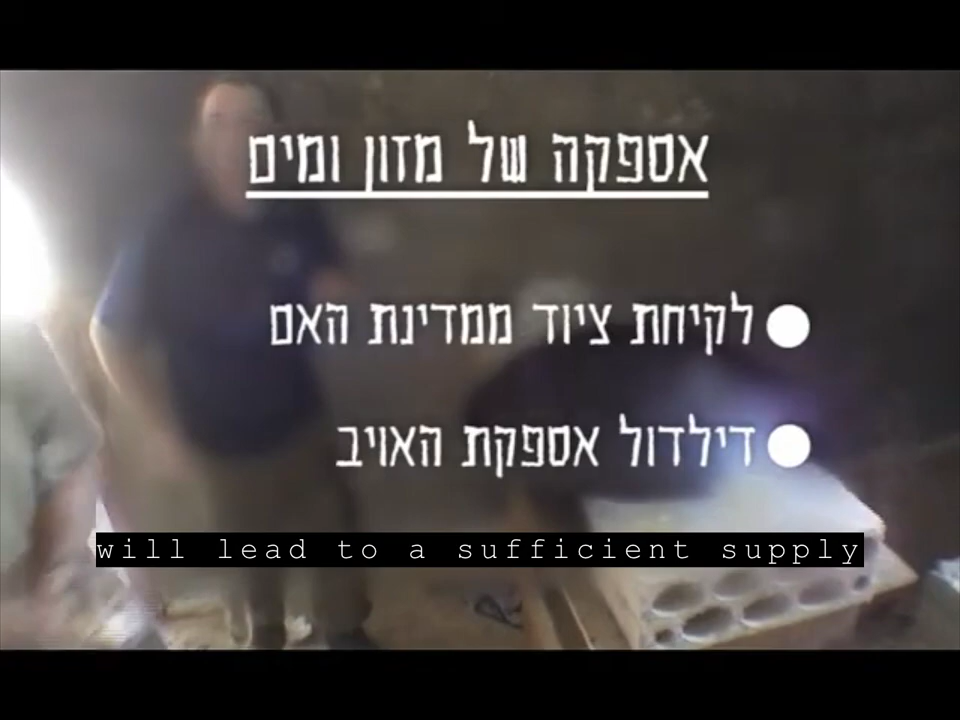 אספקה של מזון ומים
לקיחת ציוד ממדינת האם
דילדול אספקת האויב
will lead to a sufficient supply